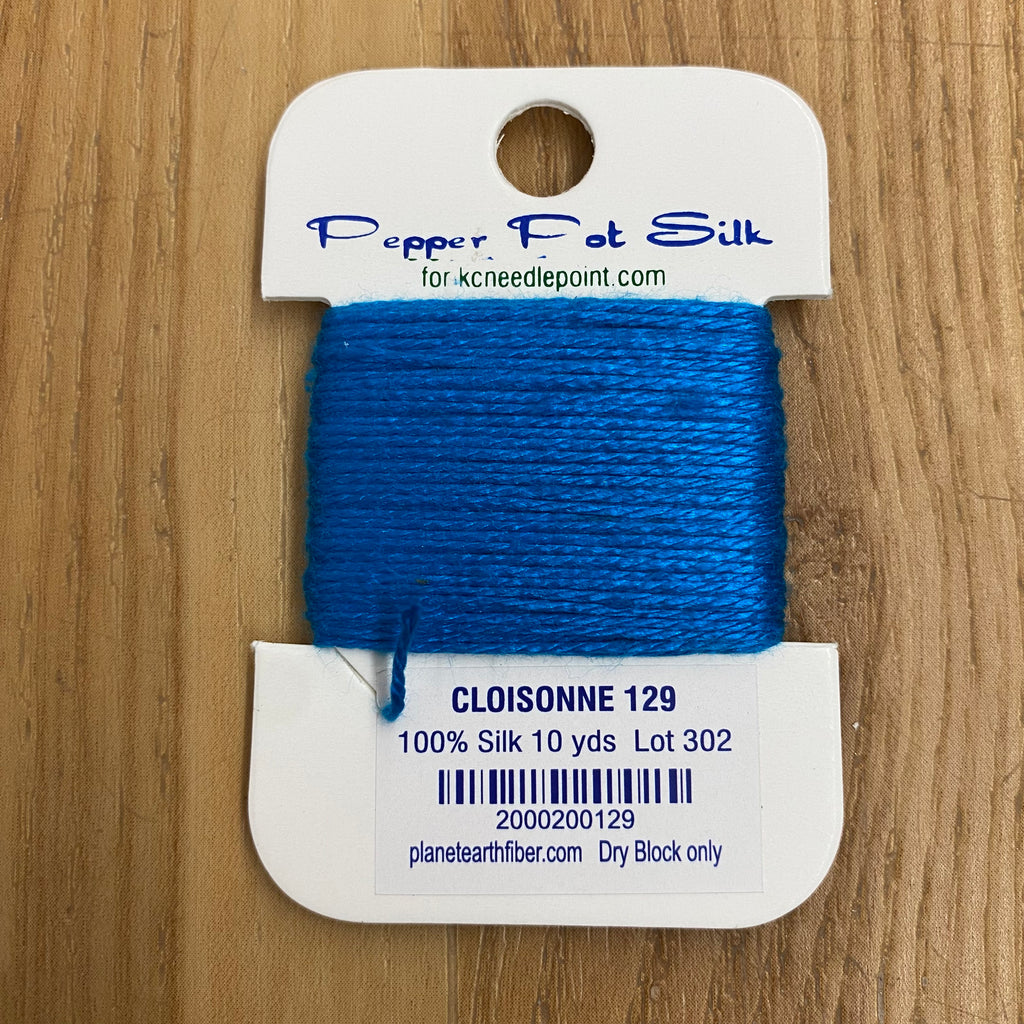 Pepper Pot Silk
for kcneedlepoint.com
CLOISONNE 129
100% Silk 10 yds Lot 302
2000200129
planetearthfiber.com Dry Block only